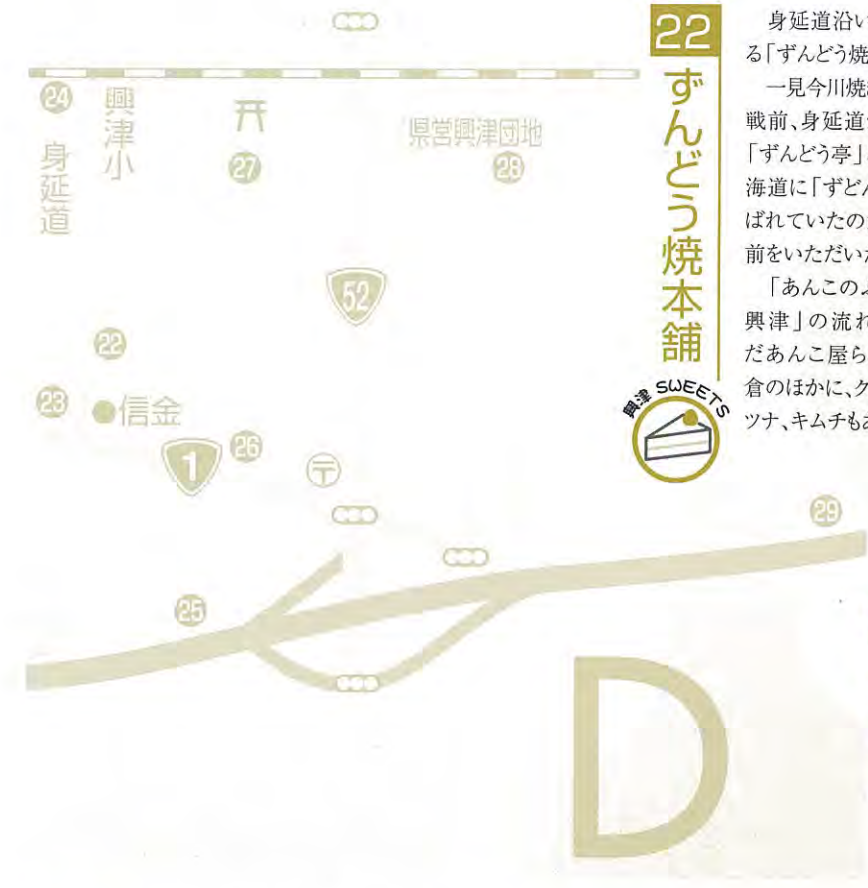 24
興津小
身延道
27
県営興津団地
28
52
22
23
信金
1
26
〒
29
25
D
22
ずんどう焼本舗
興津 SWEETS
身延道沿い
る「ずんどう焼
一見今川焼
戦前、身延道
「ずんどう亭」
海道に「ずどん
ばれていたの
前をいただいた
「あんこの
興津」の流れ
だあんこ屋ら
倉のほかに、ク
ツナ、キムチも